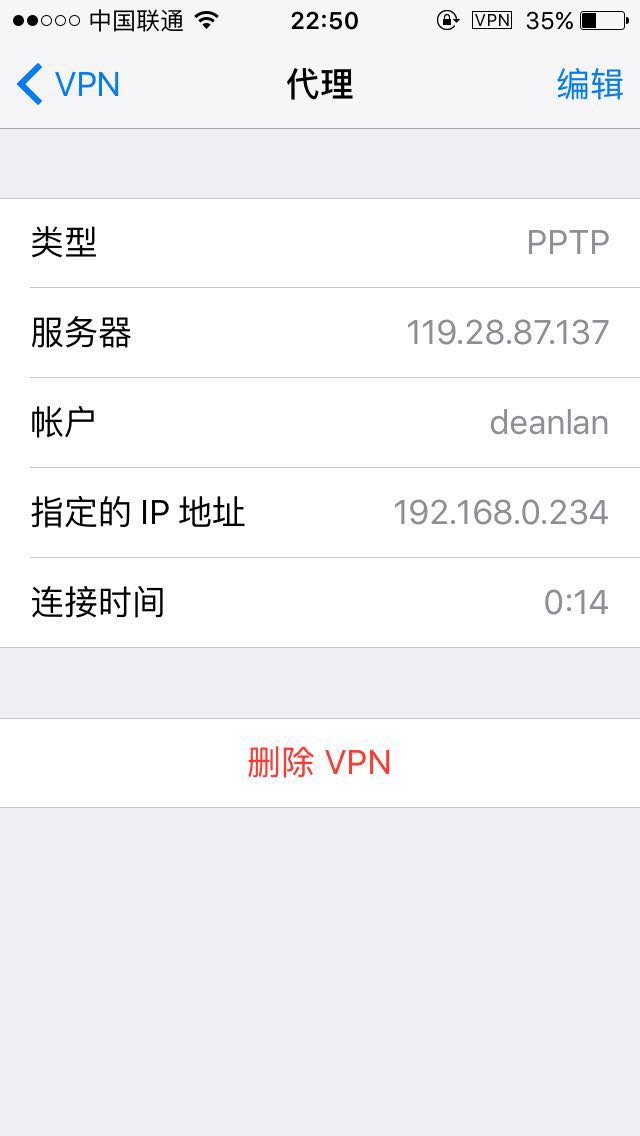 中国联通 22:50 VPN 35%
VPN 代理 编辑
类型 PPTP
服务器 119.28.87.137
帐户 deanlan
指定的 IP 地址 192.168.0.234
连接时间 0:14
删除 VPN